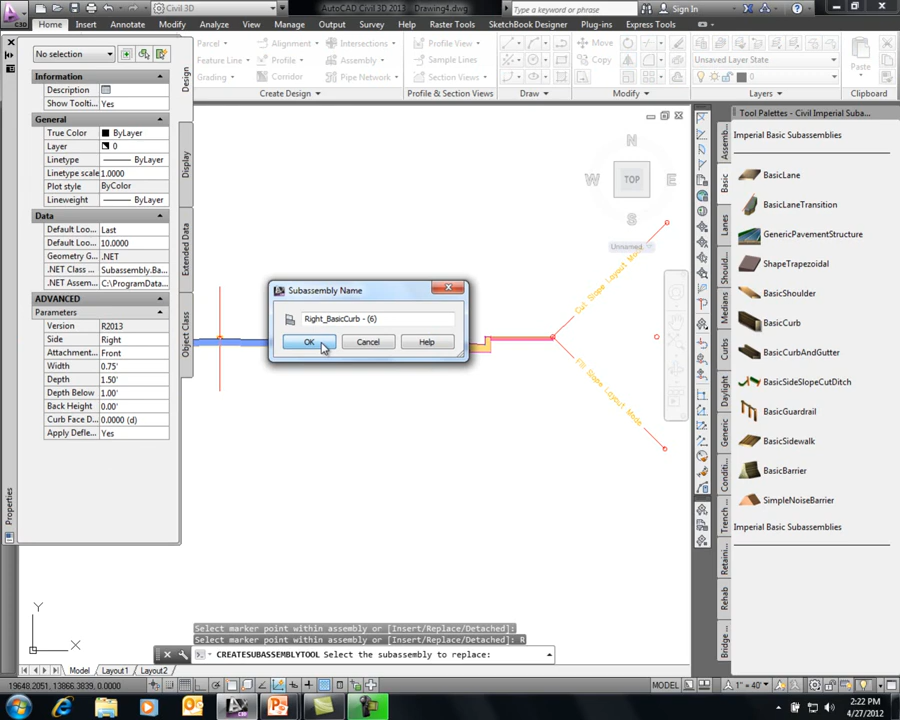 AutoCAD Civil 3D 2013 Drawing4.dwg
Civil 3D
Type a keyword or phrase
Sign In
Home Insert Annotate Modify Analyze View Manage Output Survey Raster Tools SketchBook Designer Plug-ins Express Tools
Parcel Alignment Intersections Profile View Move
Feature Line Profile Assembly Sample Lines Copy Unsaved Layer State
Grading Corridor Pipe Network Section Views 0 Paste
Create Design Profile & Section Views Draw Modify Layers Clipboard
No selection
Information
Description
Show Toolti... Yes
General
True Color ByLayer
Layer 0
Linetype ByLayer
Linetype scale 1.0000
Plot style ByColor
Lineweight ByLayer
Data
Default Loo... Last
Default Lo... 10.0000
Geometry G... .NET
.NET Class ... Subassembly.Ba...
Share... C:\ProgramData...
ADVANCED
Parameters
Version R2013
Side Right
Attachment... Front
Width 0.75'
Depth 1.50'
Depth Below 1.00'
Back Height 0.00'
Curb Face D... 0.0000 (d)
Apply Defle... Yes
Properties
Design
Display
Extended Data
Object Class
Subassembly Name
Right_BasicCurb - (6)
OK Cancel Help
Cut Slope Layout Mode
Fill Slope Layout Mode
N
W TOP E
S
Unnamed
Tool Palettes - Civil Imperial Suba...
Imperial Basic Subassemblies
BasicLane
BasicLaneTransition
GenericPavementStructure
ShapeTrapezoidal
BasicShoulder
BasicCurb
BasicCurbAndGutter
BasicSideSlopeCutDitch
BasicGuardrail
BasicSidewalk
BasicBarrier
SimpleNoiseBarrier
Imperial Basic Subassemblies
Assemb...
Basic
Lanes
Should...
Medians
Curbs
Daylight
Generic
Conditi...
Trench ...
Retaini...
Rehab
Bridge ...
Y
X
Select marker point within assembly or [Insert/Replace/Detached]:
Select marker point within assembly or [Insert/Replace/Detached]: R
CREATESUBASSEMBLYTOOL Select the subassembly to replace:
Model Layout1 Layout2
19648.2051, 13866.3839, 0.0000
MODEL 1" = 40'
2:22 PM
4/27/2012